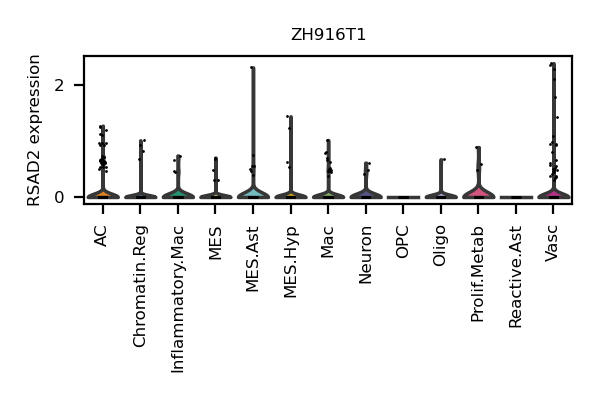 ZH916T1
RSAD2 expression
2
0
AC
Chromatin.Reg
Inflammatory.Mac
MES
MES.Ast
MES.Hyp
Mac
Neuron
OPC
Oligo
Prolif.Metab
Reactive.Ast
Vasc